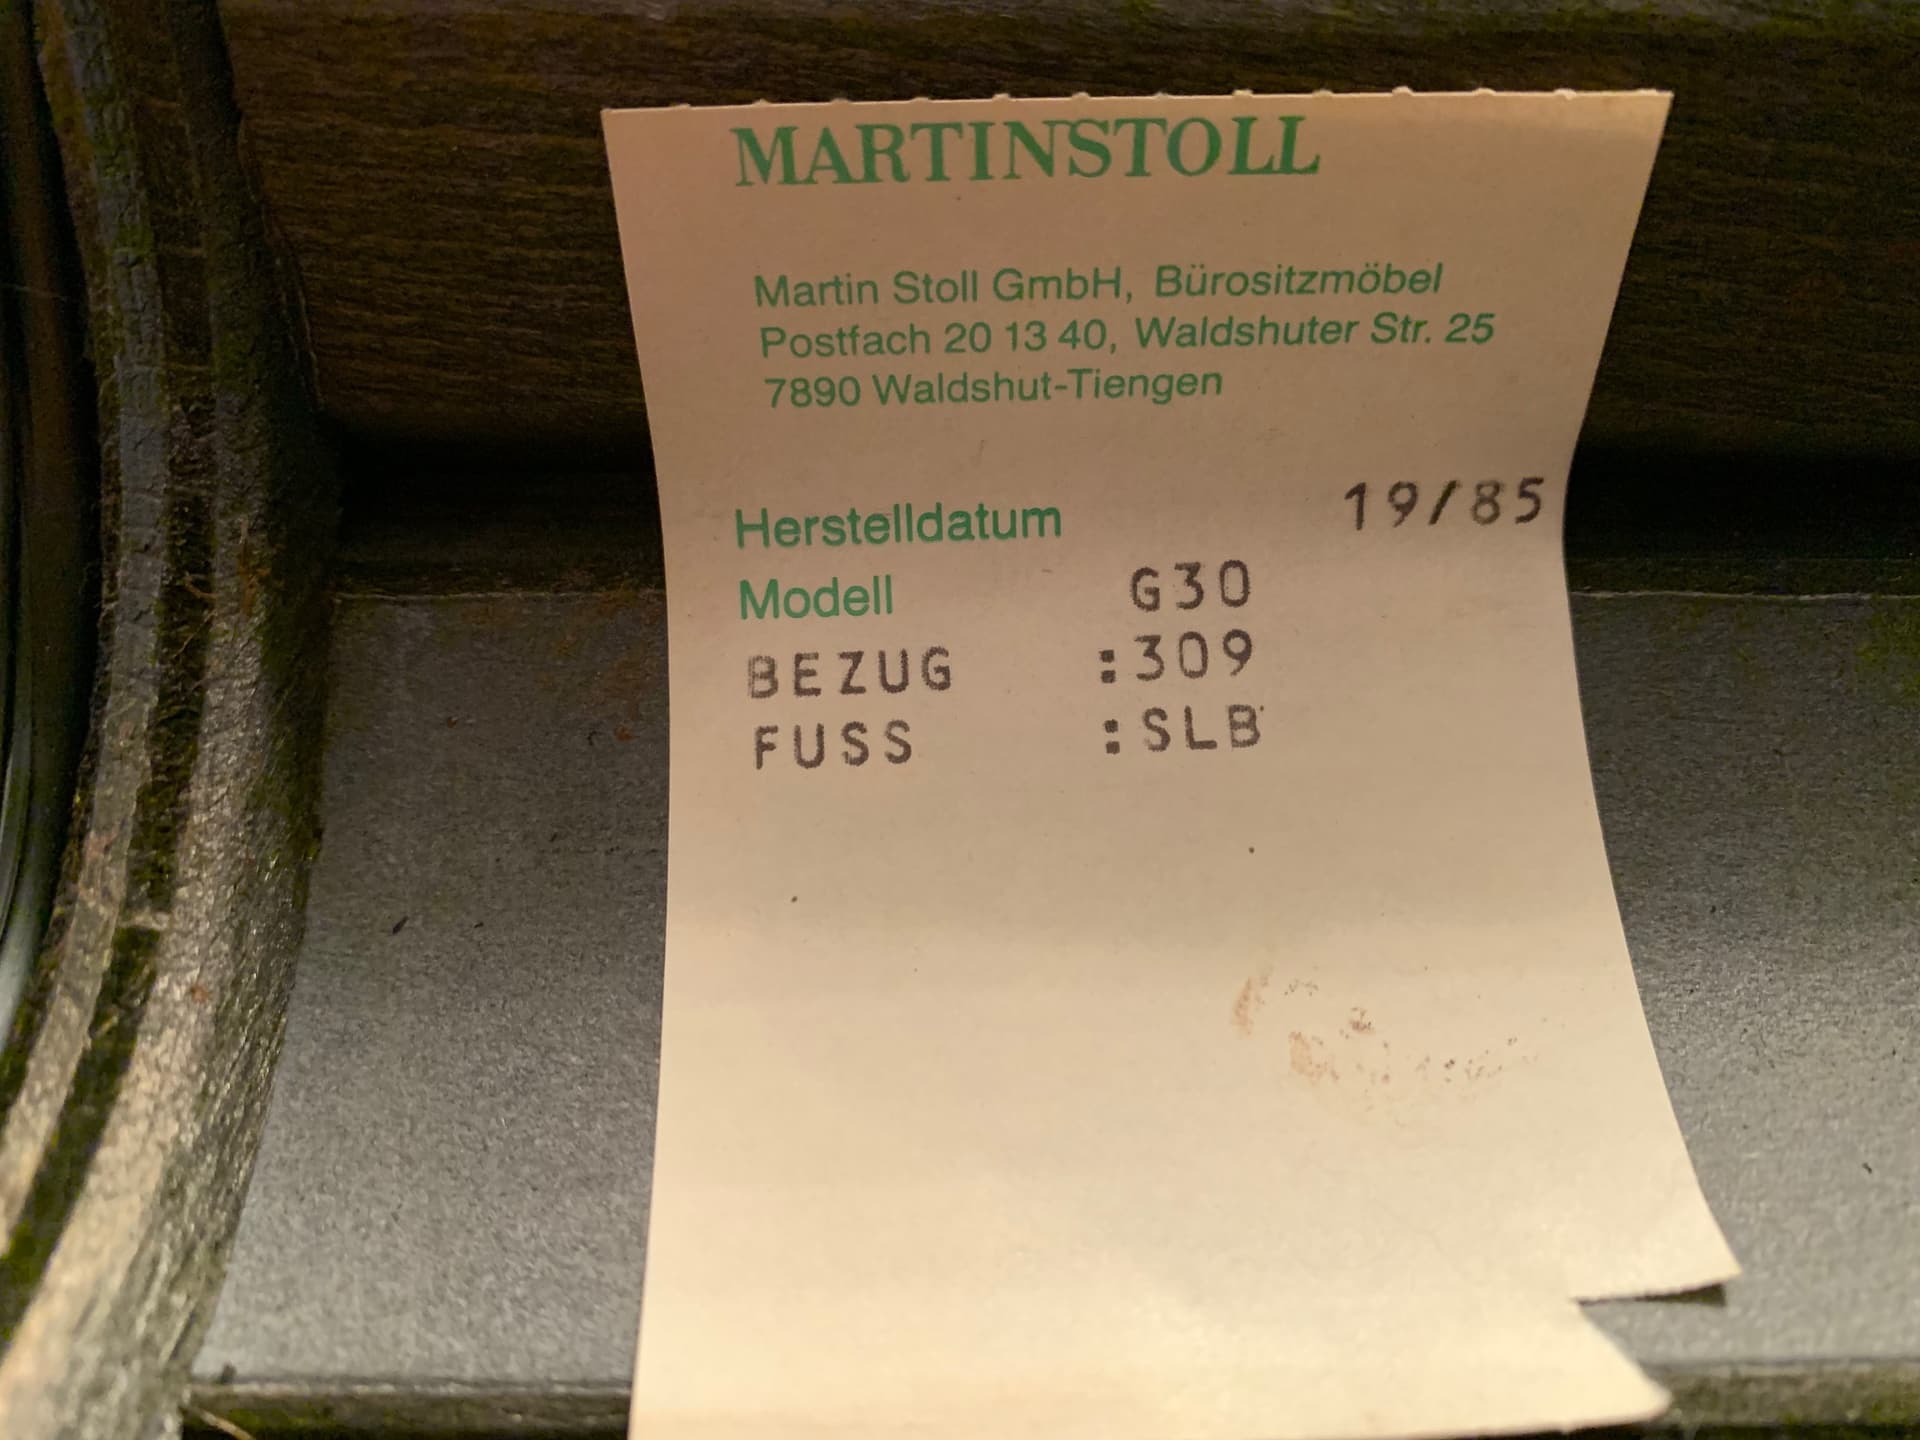 MARTINSTOLL
Martin Stoll GmbH, Bürositzmöbel
Postfach 20 13 40, Waldshuter Str. 25
7890 Waldshut-Tiengen
Herstelldatum 19/85
Modell G30
BEZUG :309
FUSS :SLB